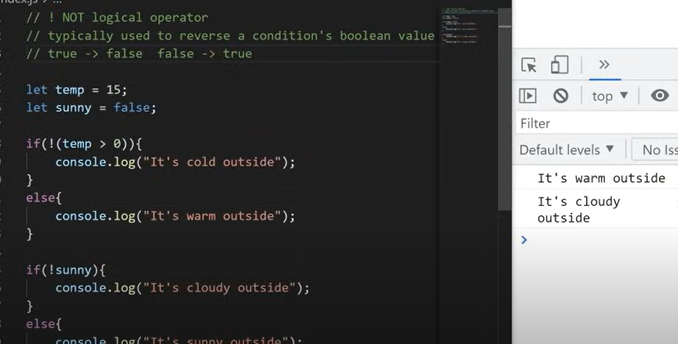 index.js > ...
// ! NOT logical operator
// typically used to reverse a condition's boolean value
// true -> false  false -> true
let temp = 15;
let sunny = false;
if(!(temp > 0)){
console.log("It's cold outside");
}
else{
console.log("It's warm outside");
}
if(!sunny){
console.log("It's cloudy outside");
}
else{
console.log("It's sunny outside");
top
Filter
Default levels
No Iss
It's warm outside
It's cloudy
outside